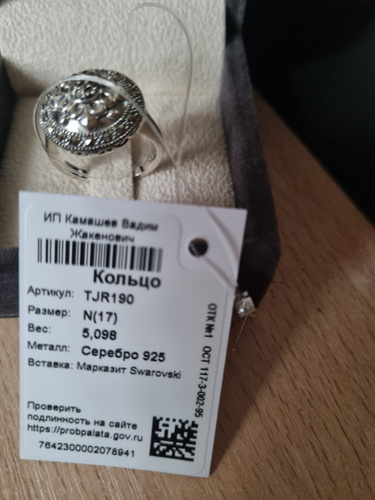 ИП Камашев Вадим
Жакенович
Кольцо
Артикул: TJR190
Размер: N(17)
Вес: 5,098
Металл: Серебро 925
Вставка: Марказит Swarovski
Проверить
подлинность на сайте
https://probpalata.gov.ru
7642300002078941
ОТК №1 ОСТ 117-3-002-95